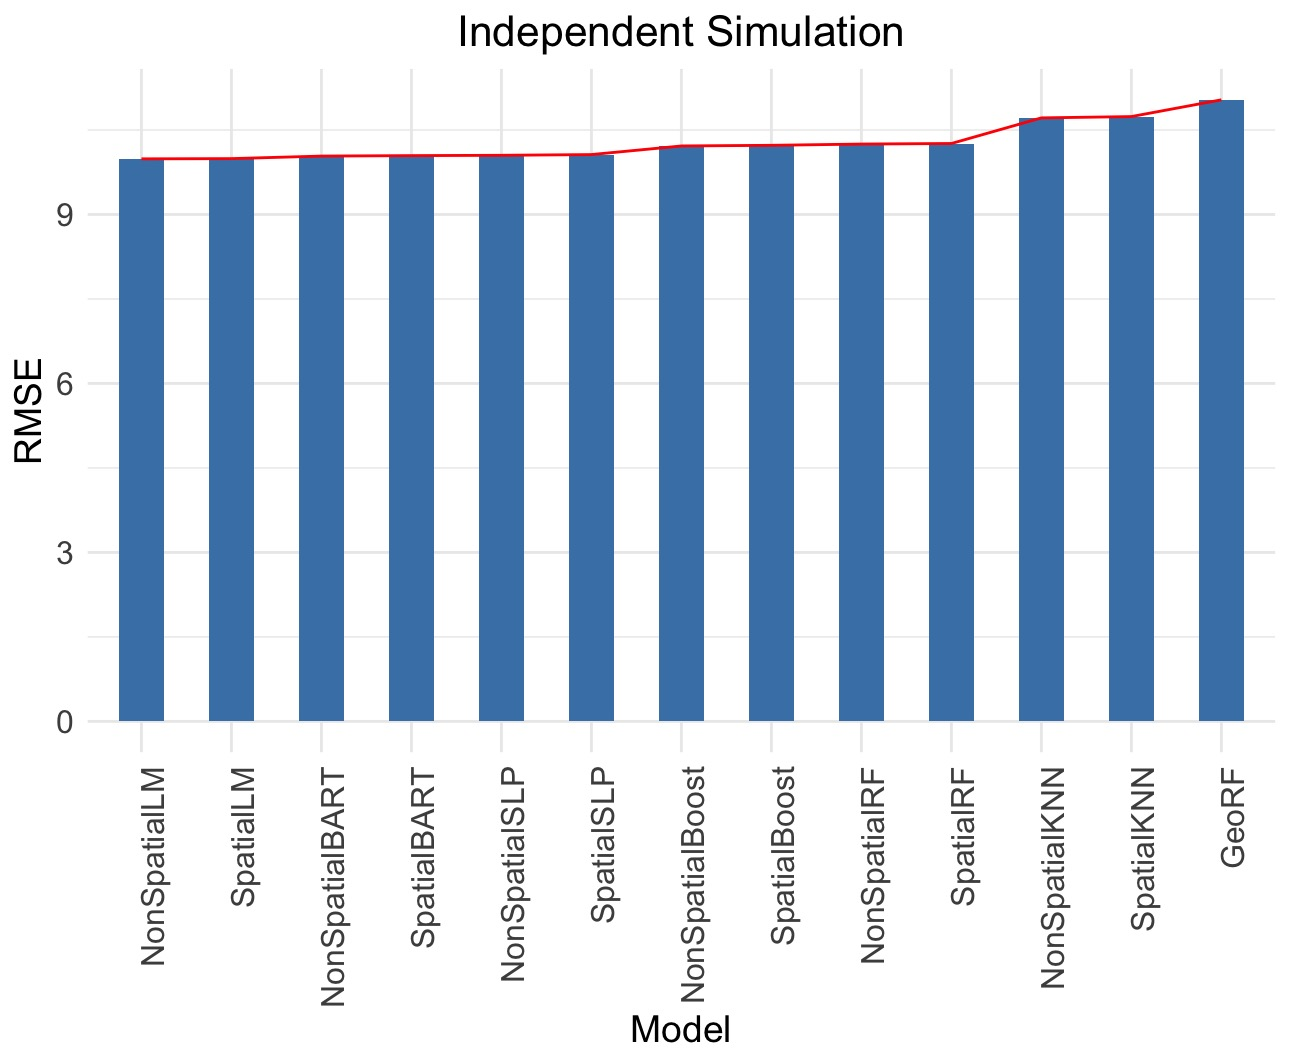 Independent Simulation
RMSE
9
6
3
0
NonSpatialLM
SpatialLM
NonSpatialBART
SpatialBART
NonSpatialSLP
SpatialSLP
NonSpatialBoost
SpatialBoost
NonSpatialRF
SpatialRF
NonSpatialKNN
SpatialKNN
GeoRF
Model